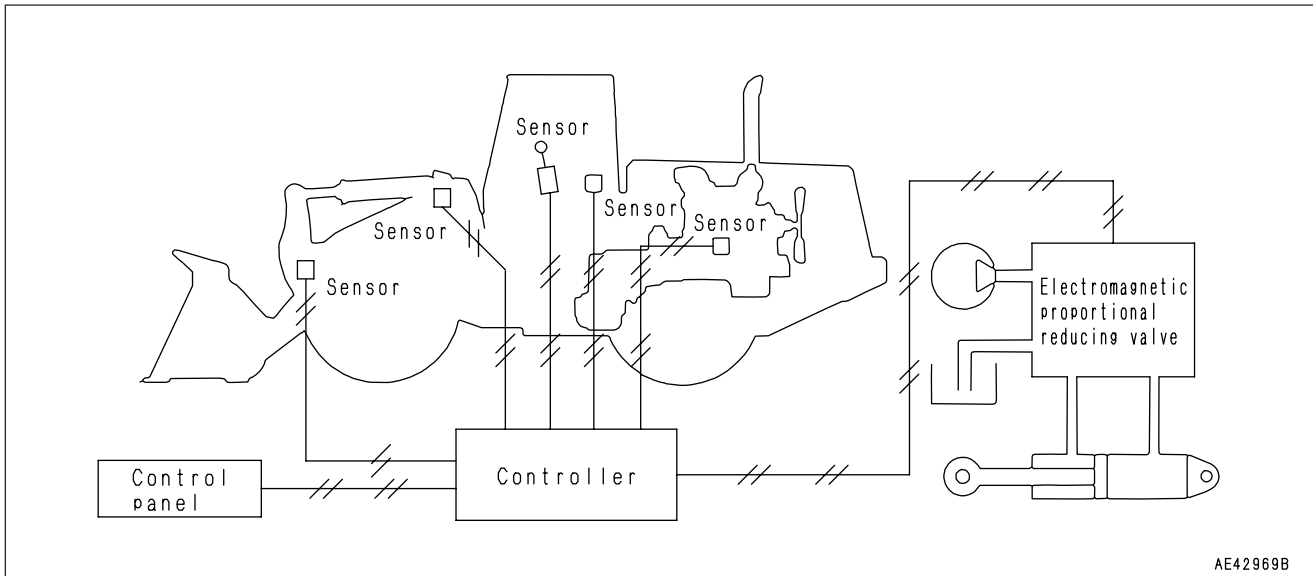 Sensor
Sensor
Sensor
Sensor
Sensor
Electromagnetic
proportional
reducing valve
Control
panel
Controller
AE42969B